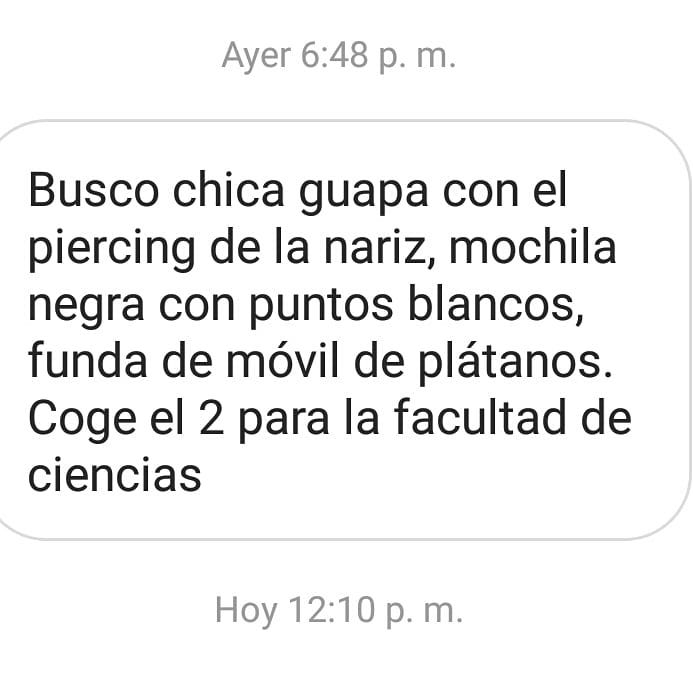 Ayer 6:48 p. m.
Busco chica guapa con el
piercing de la nariz, mochila
negra con puntos blancos,
funda de móvil de plátanos.
Coge el 2 para la facultad de
ciencias
Hoy 12:10 p. m.